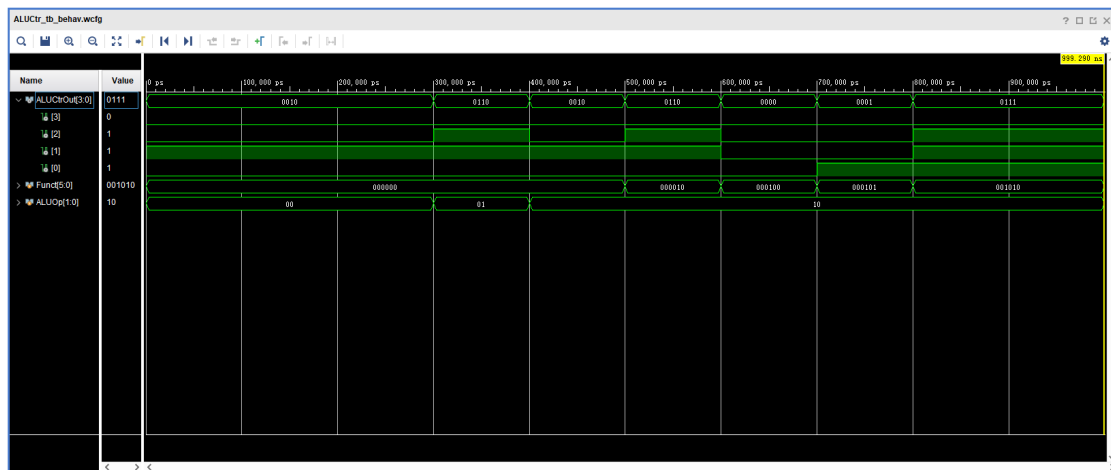 ALUCtr_tb_behav.wcfg
999.290 ns
Name Value
0 ps 100,000 ps 200,000 ps 300,000 ps 400,000 ps 500,000 ps 600,000 ps 700,000 ps 800,000 ps 900,000 ps
ALUCtrOut[3:0] 0111 0010 0110 0010 0110 0000 0001 0111
[3] 0
[2] 1
[1] 1
[0] 1
Funct[5:0] 001010 000000 000010 000100 000101 001010
ALUOp[1:0] 10 00 01 10